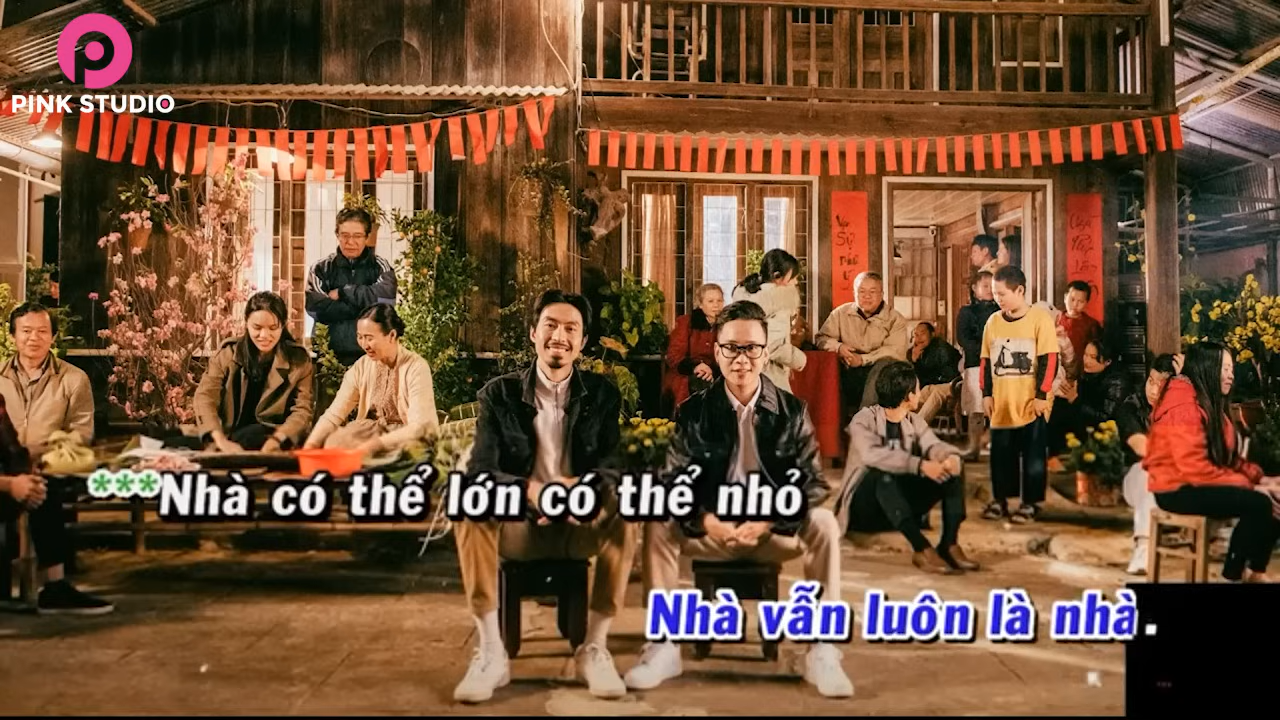 PINK STUDIO
***Nhà có thể lớn có thể nhỏ
Nhà vẫn luôn là nhà.